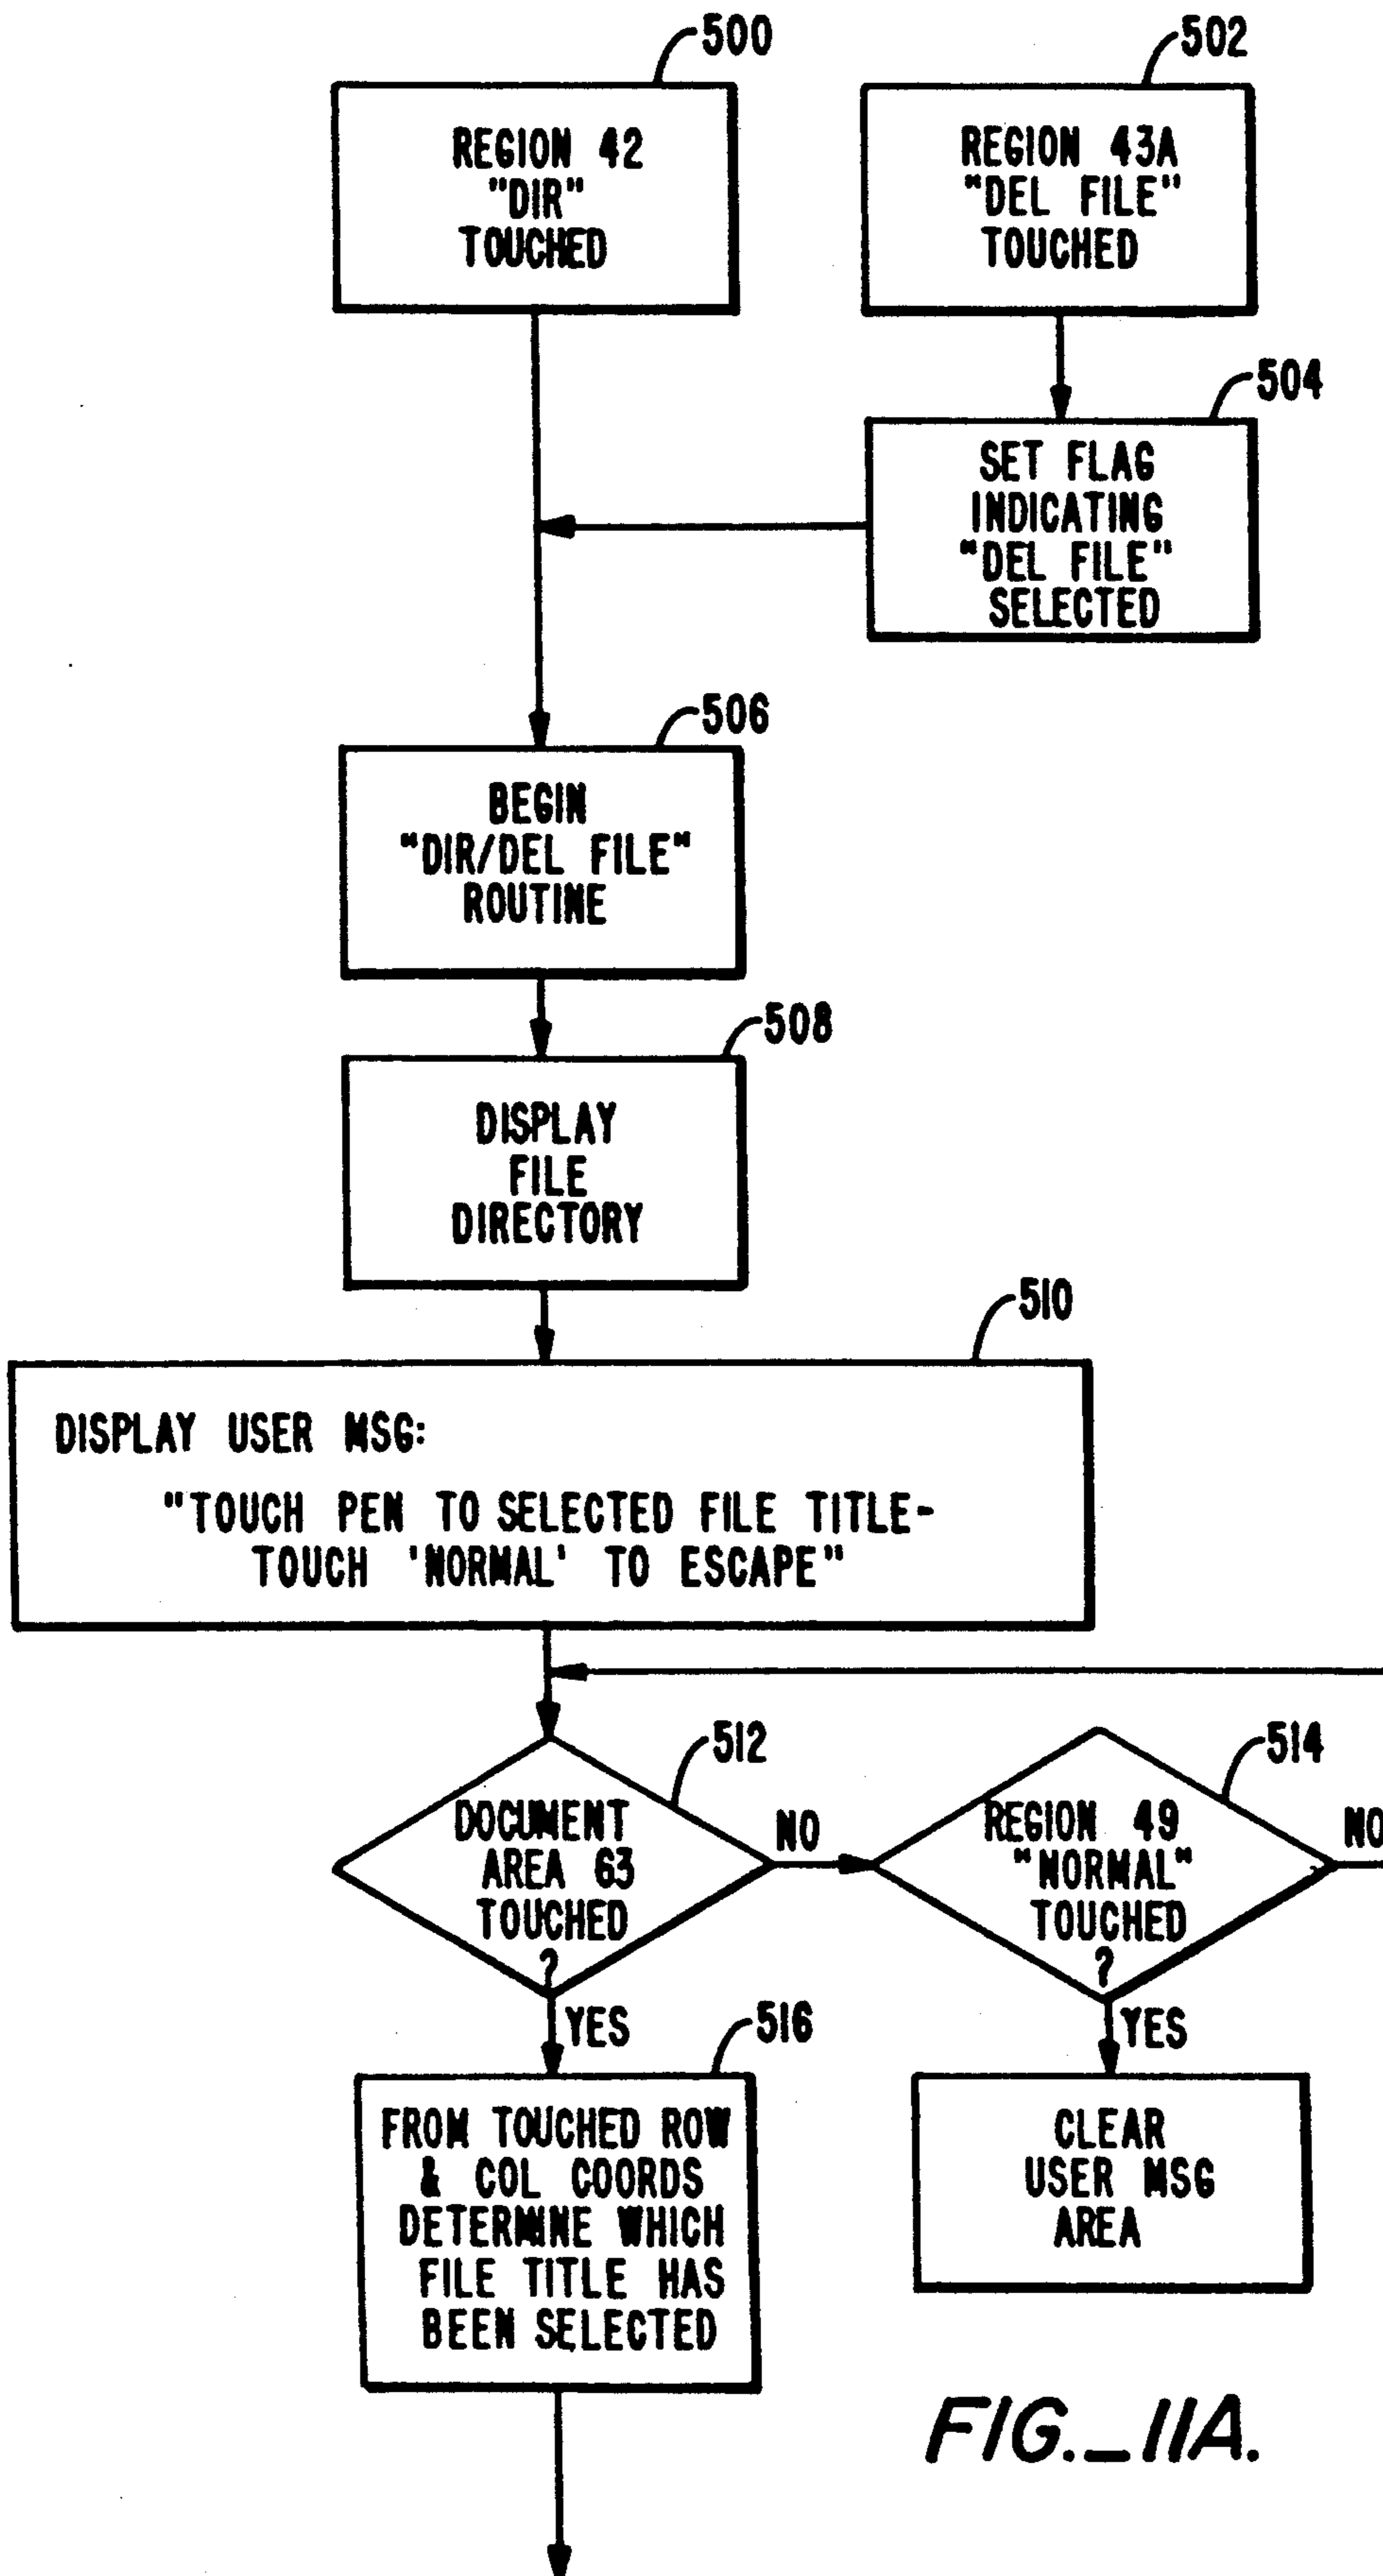 500
REGION 42
"DIR"
TOUCHED
502
REGION 43A
"DEL FILE"
TOUCHED
504
SET FLAG
INDICATING
"DEL FILE"
SELECTED
506
BEGIN
"DIR/DEL FILE"
ROUTINE
508
DISPLAY
FILE
DIRECTORY
510
DISPLAY USER MSG:
"TOUCH PEN TO SELECTED FILE TITLE-
TOUCH 'NORMAL' TO ESCAPE"
512
DOCUMENT
AREA 63
TOUCHED
?
NO
514
REGION 49
"NORMAL"
TOUCHED
?
NO
YES
516
FROM TOUCHED ROW
& COL COORDS
DETERMINE WHICH
FILE TITLE HAS
BEEN SELECTED
YES
CLEAR
USER MSG
AREA
FIG._11A.